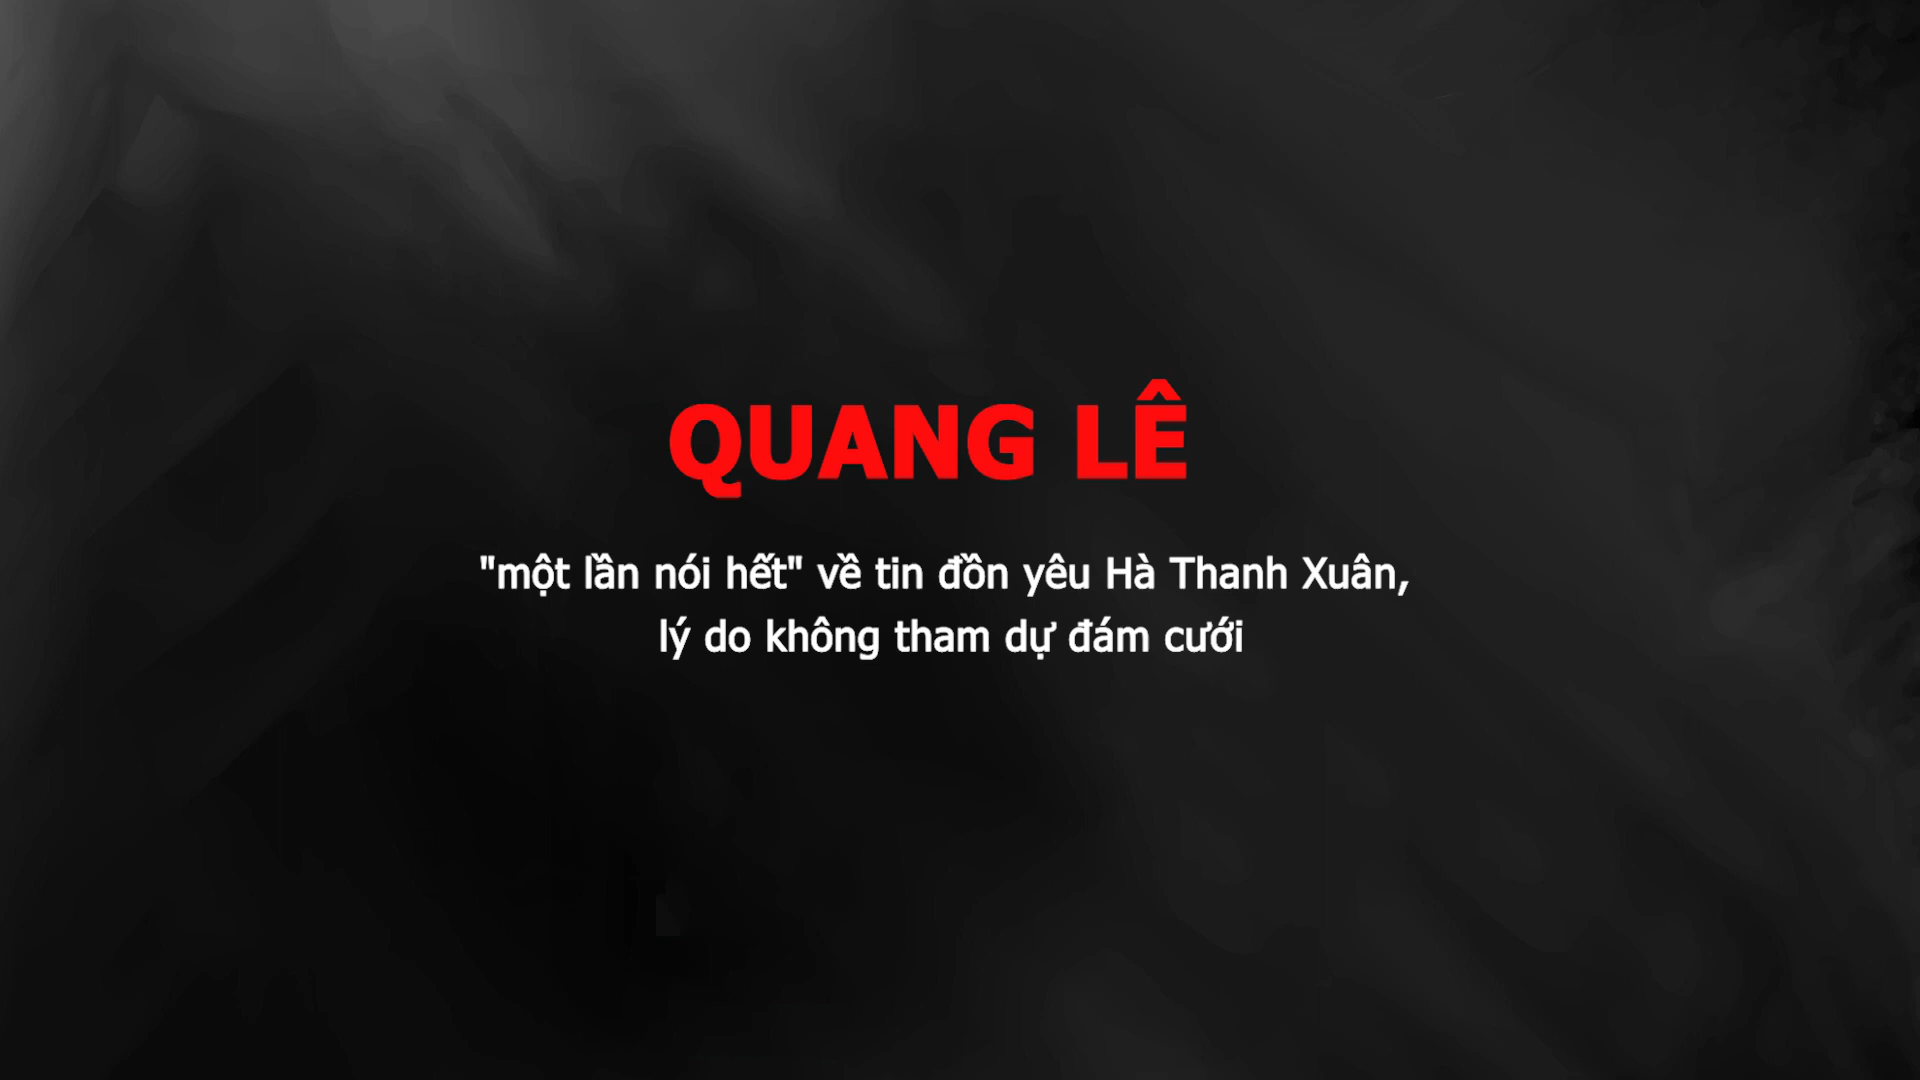 QUANG LÊ
"một lần nói hết" về tin đồn yêu Hà Thanh Xuân,
lý do không tham dự đám cưới